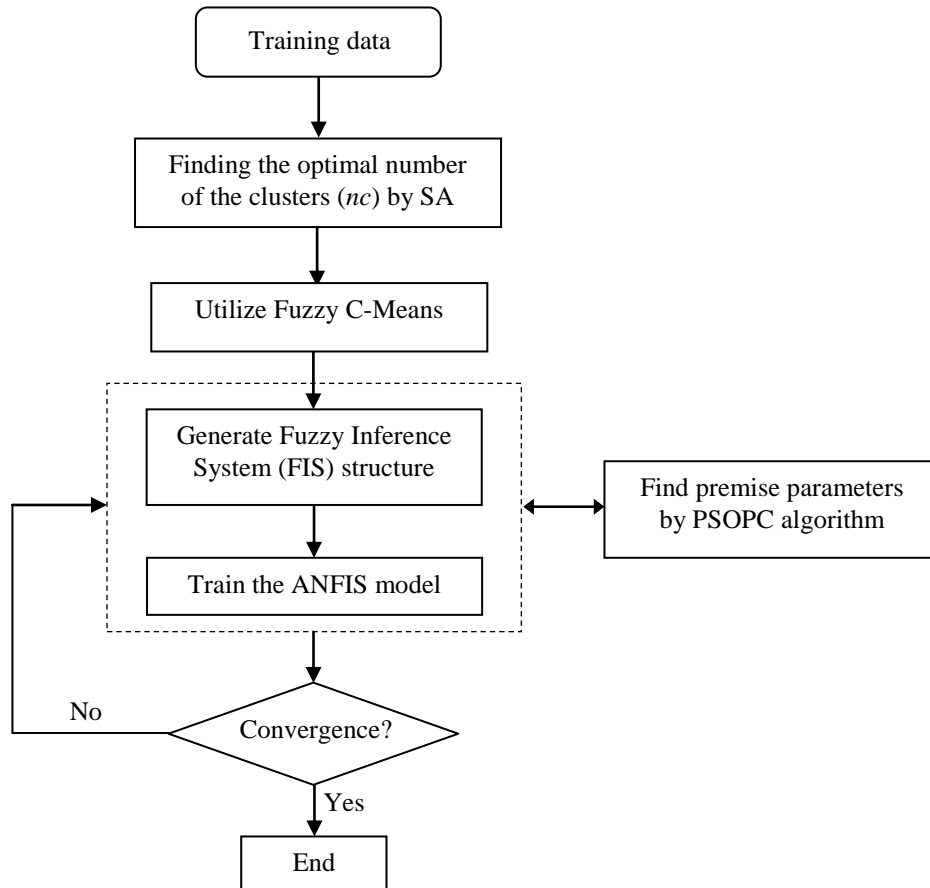 Training data
Finding the optimal number
of the clusters (nc) by SA
Utilize Fuzzy C-Means
Generate Fuzzy Inference
System (FIS) structure
Find premise parameters
by PSOPC algorithm
Train the ANFIS model
Convergence?
No
Yes
End